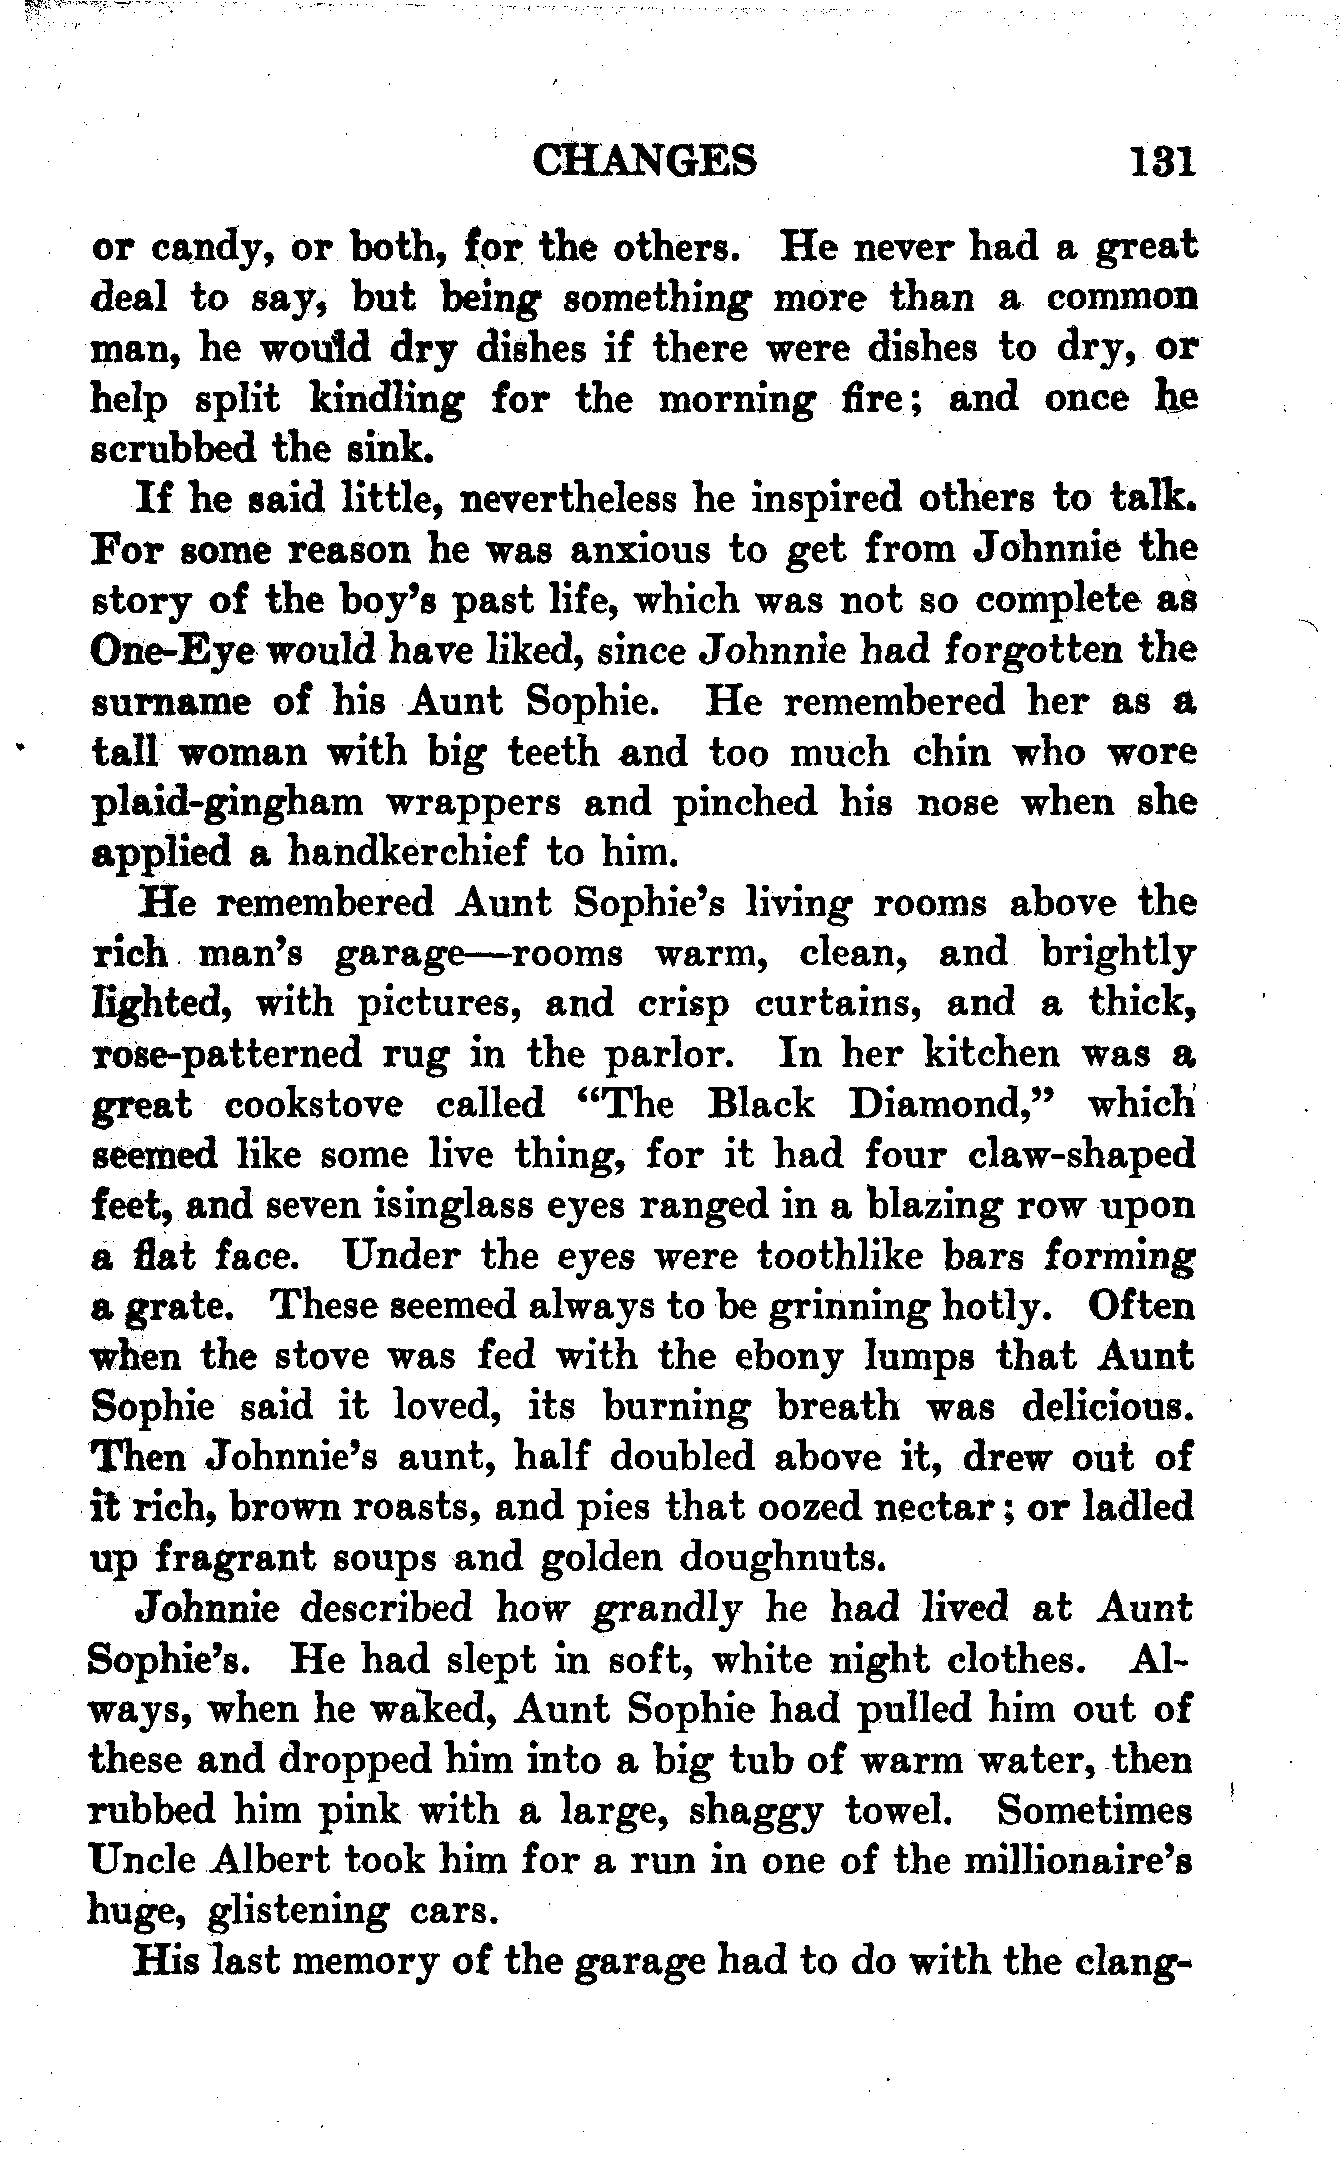 CHANGES 131
or candy, or both, for the others. He never had a great
deal to say, but being something more than a common
man, he would dry dishes if there were dishes to dry, or
help split kindling for the morning fire; and once he
scrubbed the sink.
If he said little, nevertheless he inspired others to talk.
For some reason he was anxious to get from Johnnie the
story of the boy's past life, which was not so complete as
One-Eye would have liked, since Johnnie had forgotten the
surname of his Aunt Sophie. He remembered her as a
tall woman with big teeth and too much chin who wore
plaid-gingham wrappers and pinched his nose when she
applied a handkerchief to him.
He remembered Aunt Sophie's living rooms above the
rich man's garage—rooms warm, clean, and brightly
lighted, with pictures, and crisp curtains, and a thick,
rose-patterned rug in the parlor. In her kitchen was a
great cookstove called "The Black Diamond," which
seemed like some live thing, for it had four claw-shaped
feet, and seven isinglass eyes ranged in a blazing row upon
a flat face. Under the eyes were toothlike bars forming
a grate. These seemed always to be grinning hotly. Often
when the stove was fed with the ebony lumps that Aunt
Sophie said it loved, its burning breath was delicious.
Then Johnnie's aunt, half doubled above it, drew out of
it rich, brown roasts, and pies that oozed nectar; or ladled
up fragrant soups and golden doughnuts.
Johnnie described how grandly he had lived at Aunt
Sophie's. He had slept in soft, white night clothes. Al-
ways, when he waked, Aunt Sophie had pulled him out of
these and dropped him into a big tub of warm water, then
rubbed him pink with a large, shaggy towel. Sometimes
Uncle Albert took him for a run in one of the millionaire's
huge, glistening cars.
His last memory of the garage had to do with the clang-